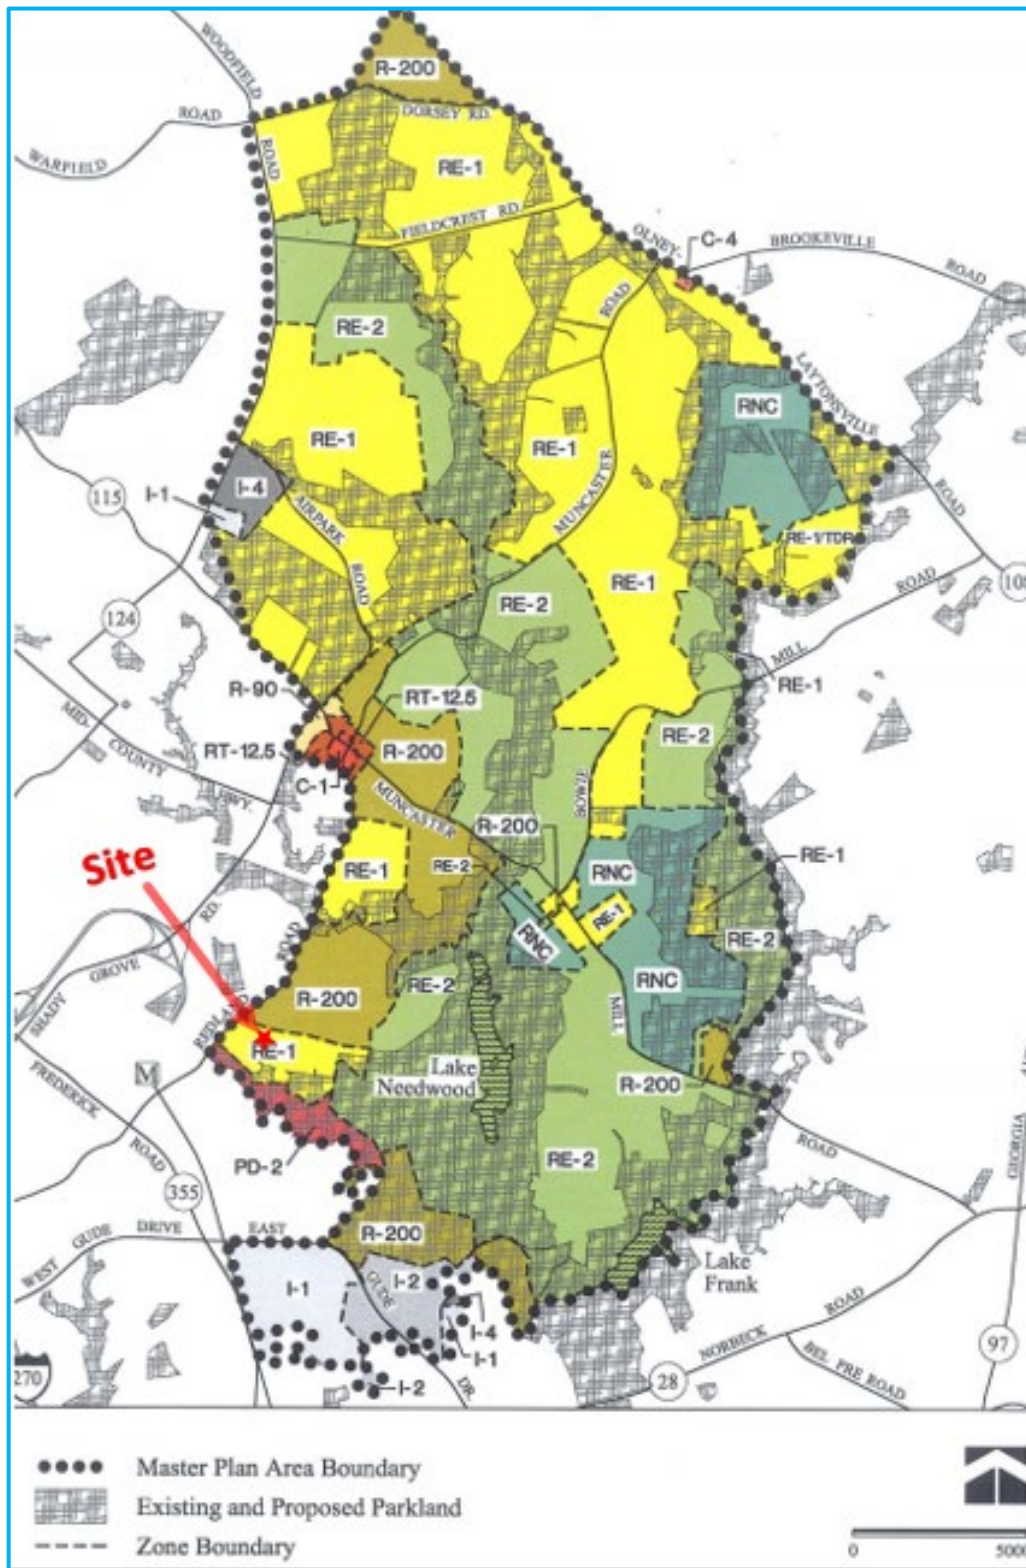 R-200
WOODFIELD
ROAD
DORSEY RD.
WARFIELD
ROAD
RE-1
FIELDCREST RD.
OLNEY-
C-4
BROOKEVILLE
ROAD
ROAD
RE-2
LAYTONSVILLE
RNC
RE-1
RE-1
MUNCASTER
I-4
I-1
115
AIRPARK
ROAD
ROAD
RE-1/TDR
ROAD
108
RE-1
124
RE-2
MILL
RE-1
R-90
RT-12.5
RE-2
MID-
COUNTY
HWY.
RT-12.5
R-200
C-1
MUNCASTER
BOWIE
R-200
Site
RE-1
RE-2
RNC
RE-1
RE-1
RNC
RE-2
ROAD
RD.
GROVE
SHADY
R-200
RE-2
RNC
MILL
REDLAND
RE-1
Lake
Needwood
R-200
M
FREDERICK
ROAD
PD-2
RE-2
ROAD
355
WEST GUDE DRIVE
EAST
GUDE
DR.
R-200
I-1
I-2
Lake
Frank
I-4
I-1
I-2
NORBECK
ROAD
28
BEL PRE ROAD
97
270
Master Plan Area Boundary
Existing and Proposed Parkland
Zone Boundary
0